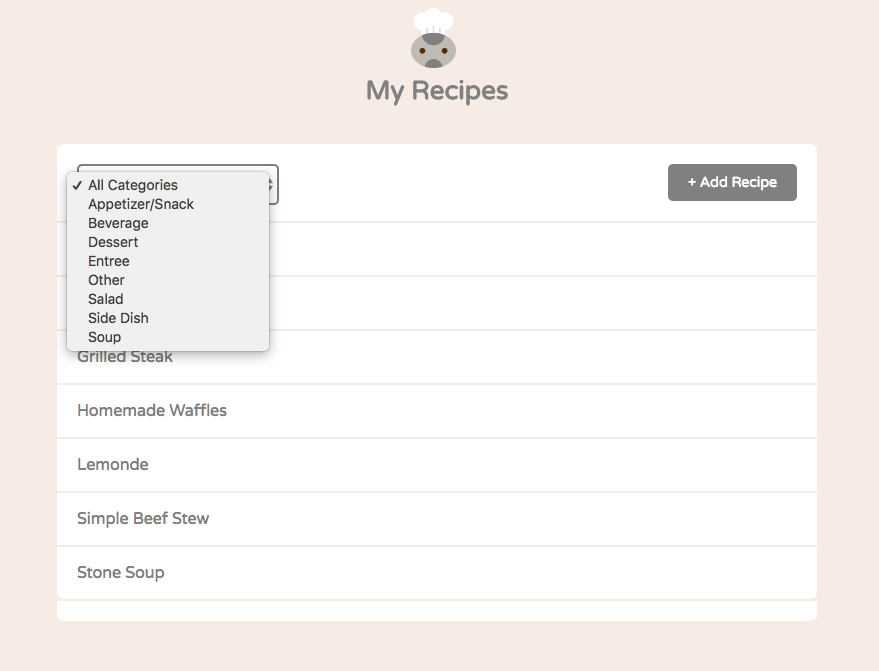 My Recipes
✓ All Categories
+ Add Recipe
Appetizer/Snack
Beverage
Dessert
Entree
Other
Salad
Side Dish
Soup
Grilled Steak
Homemade Waffles
Lemonde
Simple Beef Stew
Stone Soup